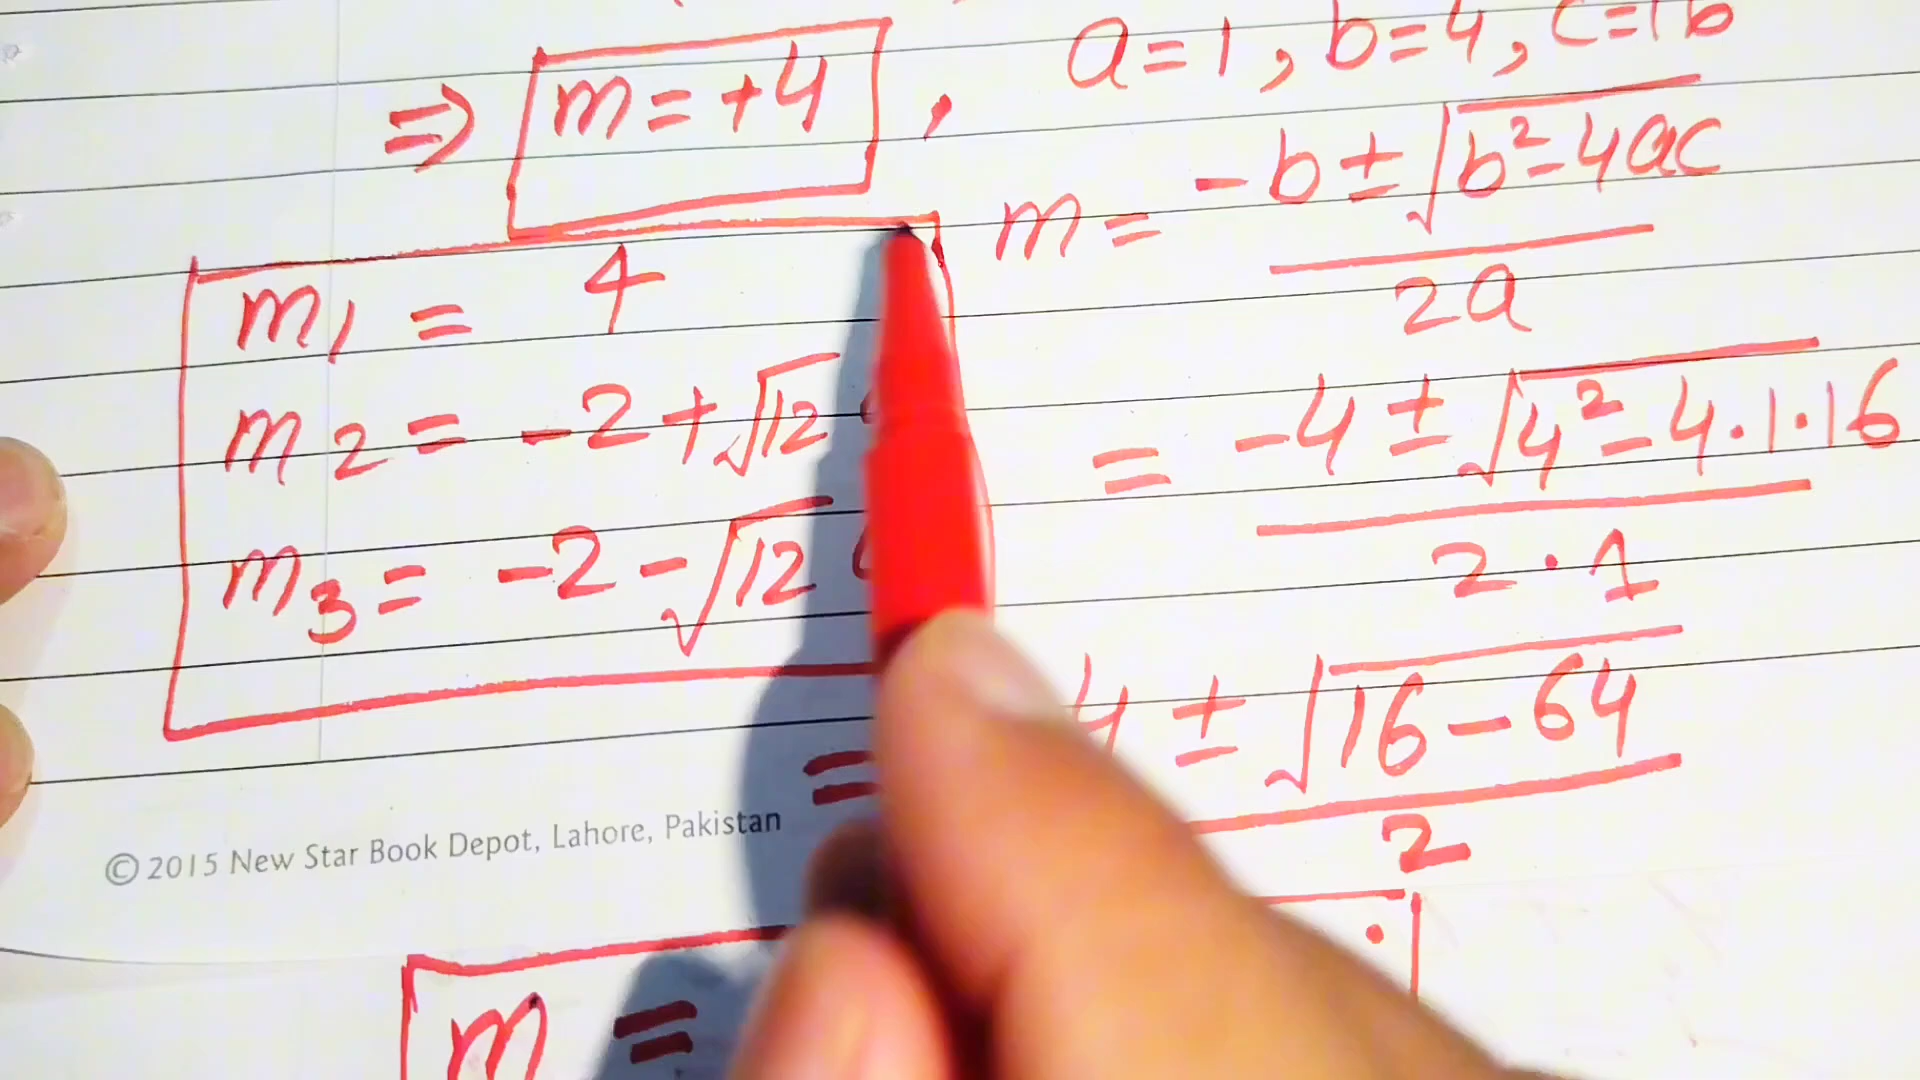 ⇒ m = +4 ,
a=1, b=4, c=16
m = (-b ± √(b² - 4ac)) / 2a
m1 = 4
m2 = -2 + √12
m3 = -2 - √12
= (-4 ± √(4² - 4·1·16)) / 2·1
= 4 ± √(16 - 64) / 2
© 2015 New Star Book Depot, Lahore, Pakistan
m =